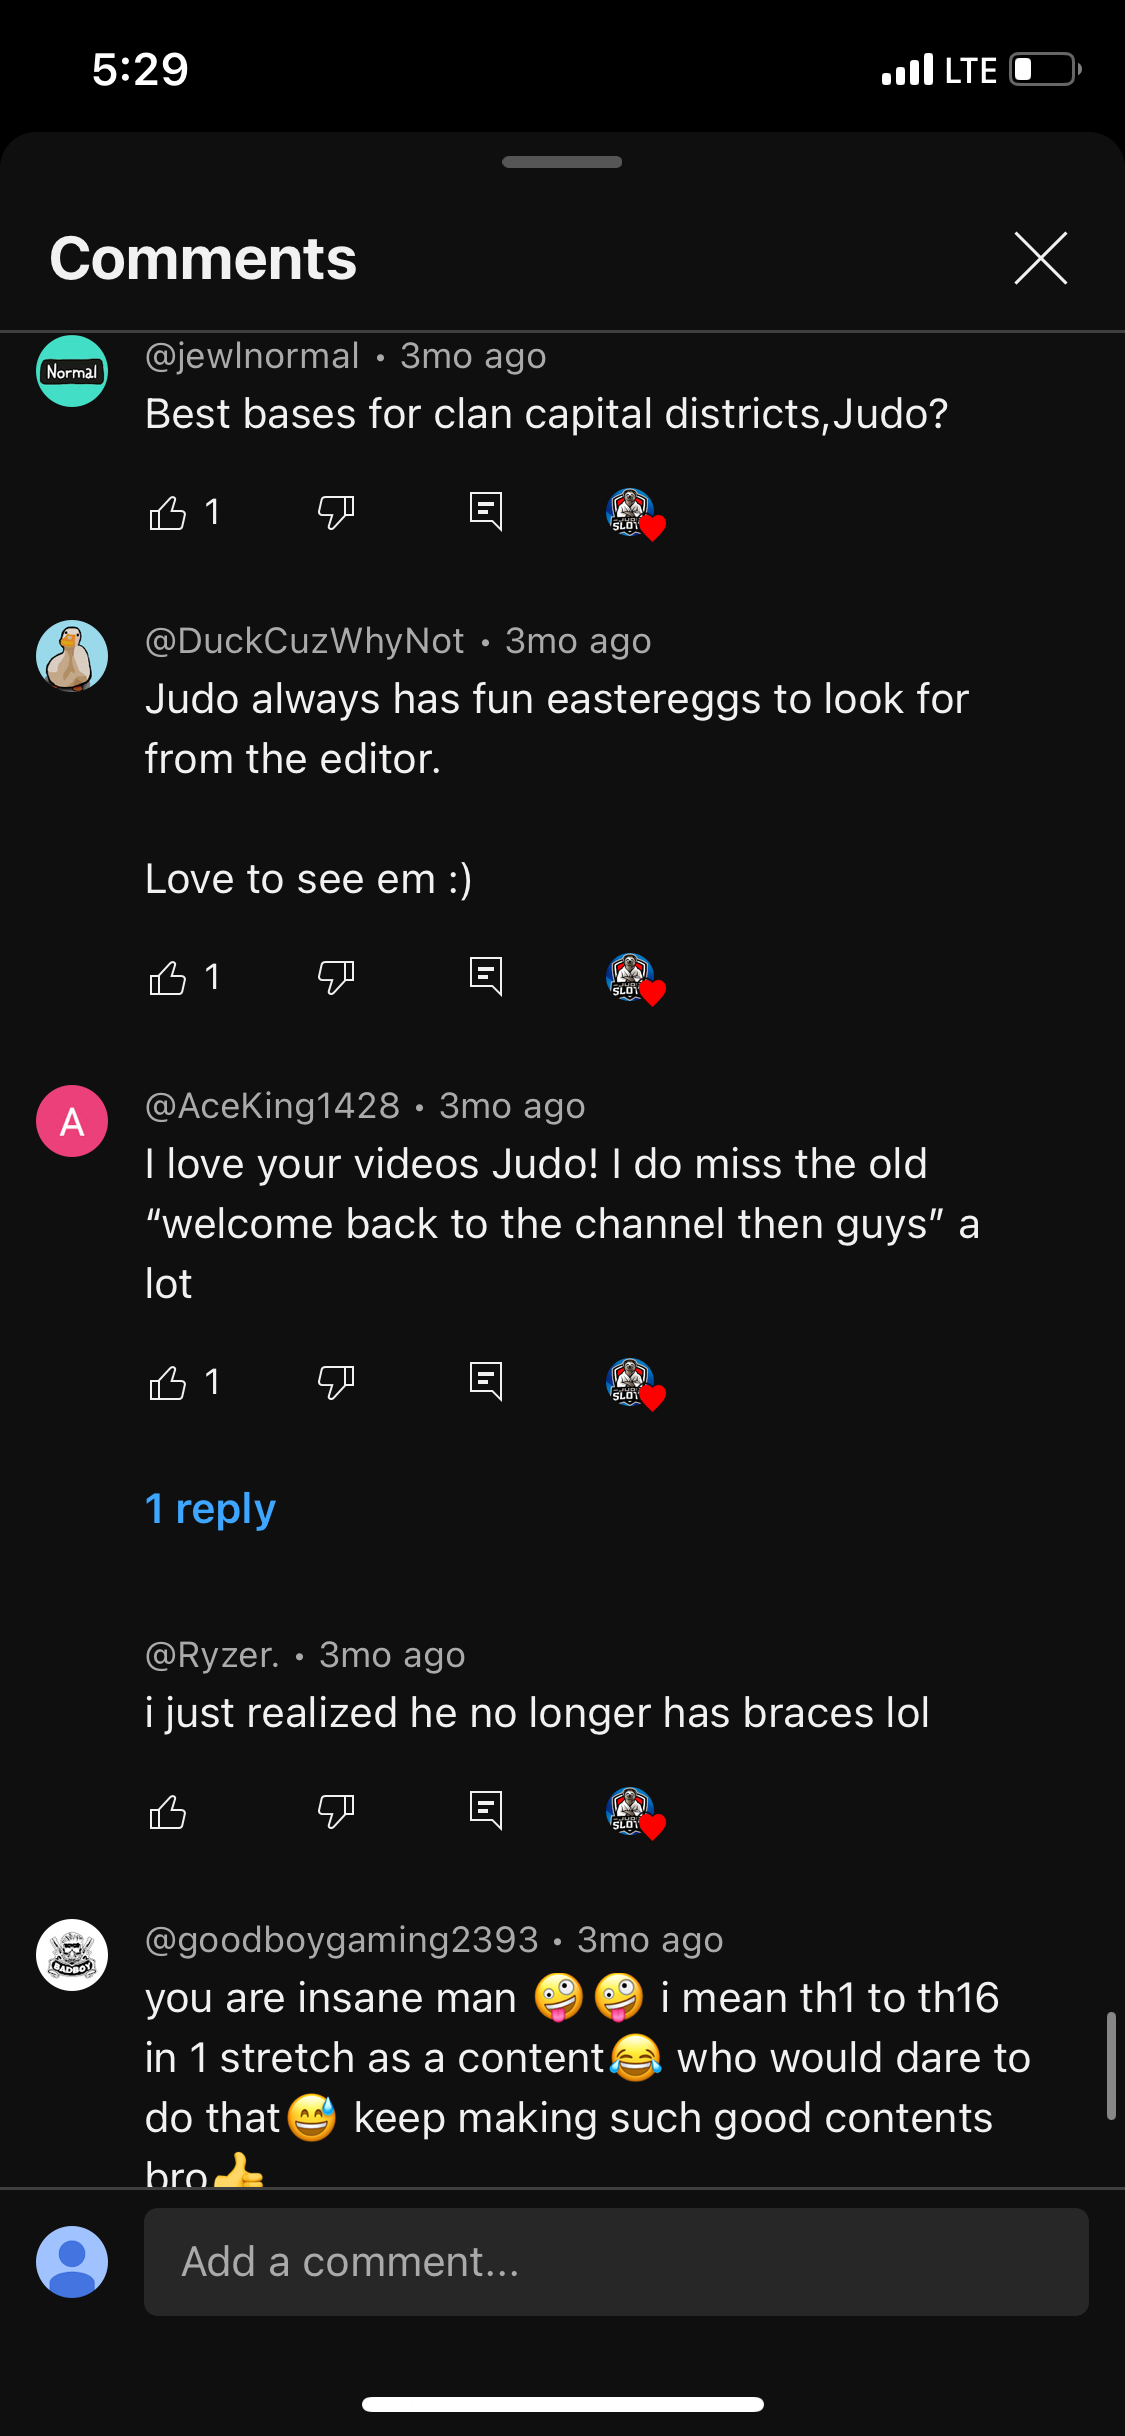 5:29
LTE
Comments
Normal
@jewlnormal • 3mo ago
Best bases for clan capital districts,Judo?
1
SLOT
@DuckCuzWhyNot • 3mo ago
Judo always has fun eastereggs to look for
from the editor.
Love to see em :)
1
SLOT
A
@AceKing1428 • 3mo ago
I love your videos Judo! I do miss the old
“welcome back to the channel then guys” a
lot
1
SLOT
1 reply
@Ryzer. • 3mo ago
i just realized he no longer has braces lol
SLOT
BADBOY
@goodboygaming2393 • 3mo ago
you are insane man 🤪🤪 i mean th1 to th16
in 1 stretch as a content😂 who would dare to
do that😅 keep making such good contents
bro👍
Add a comment...